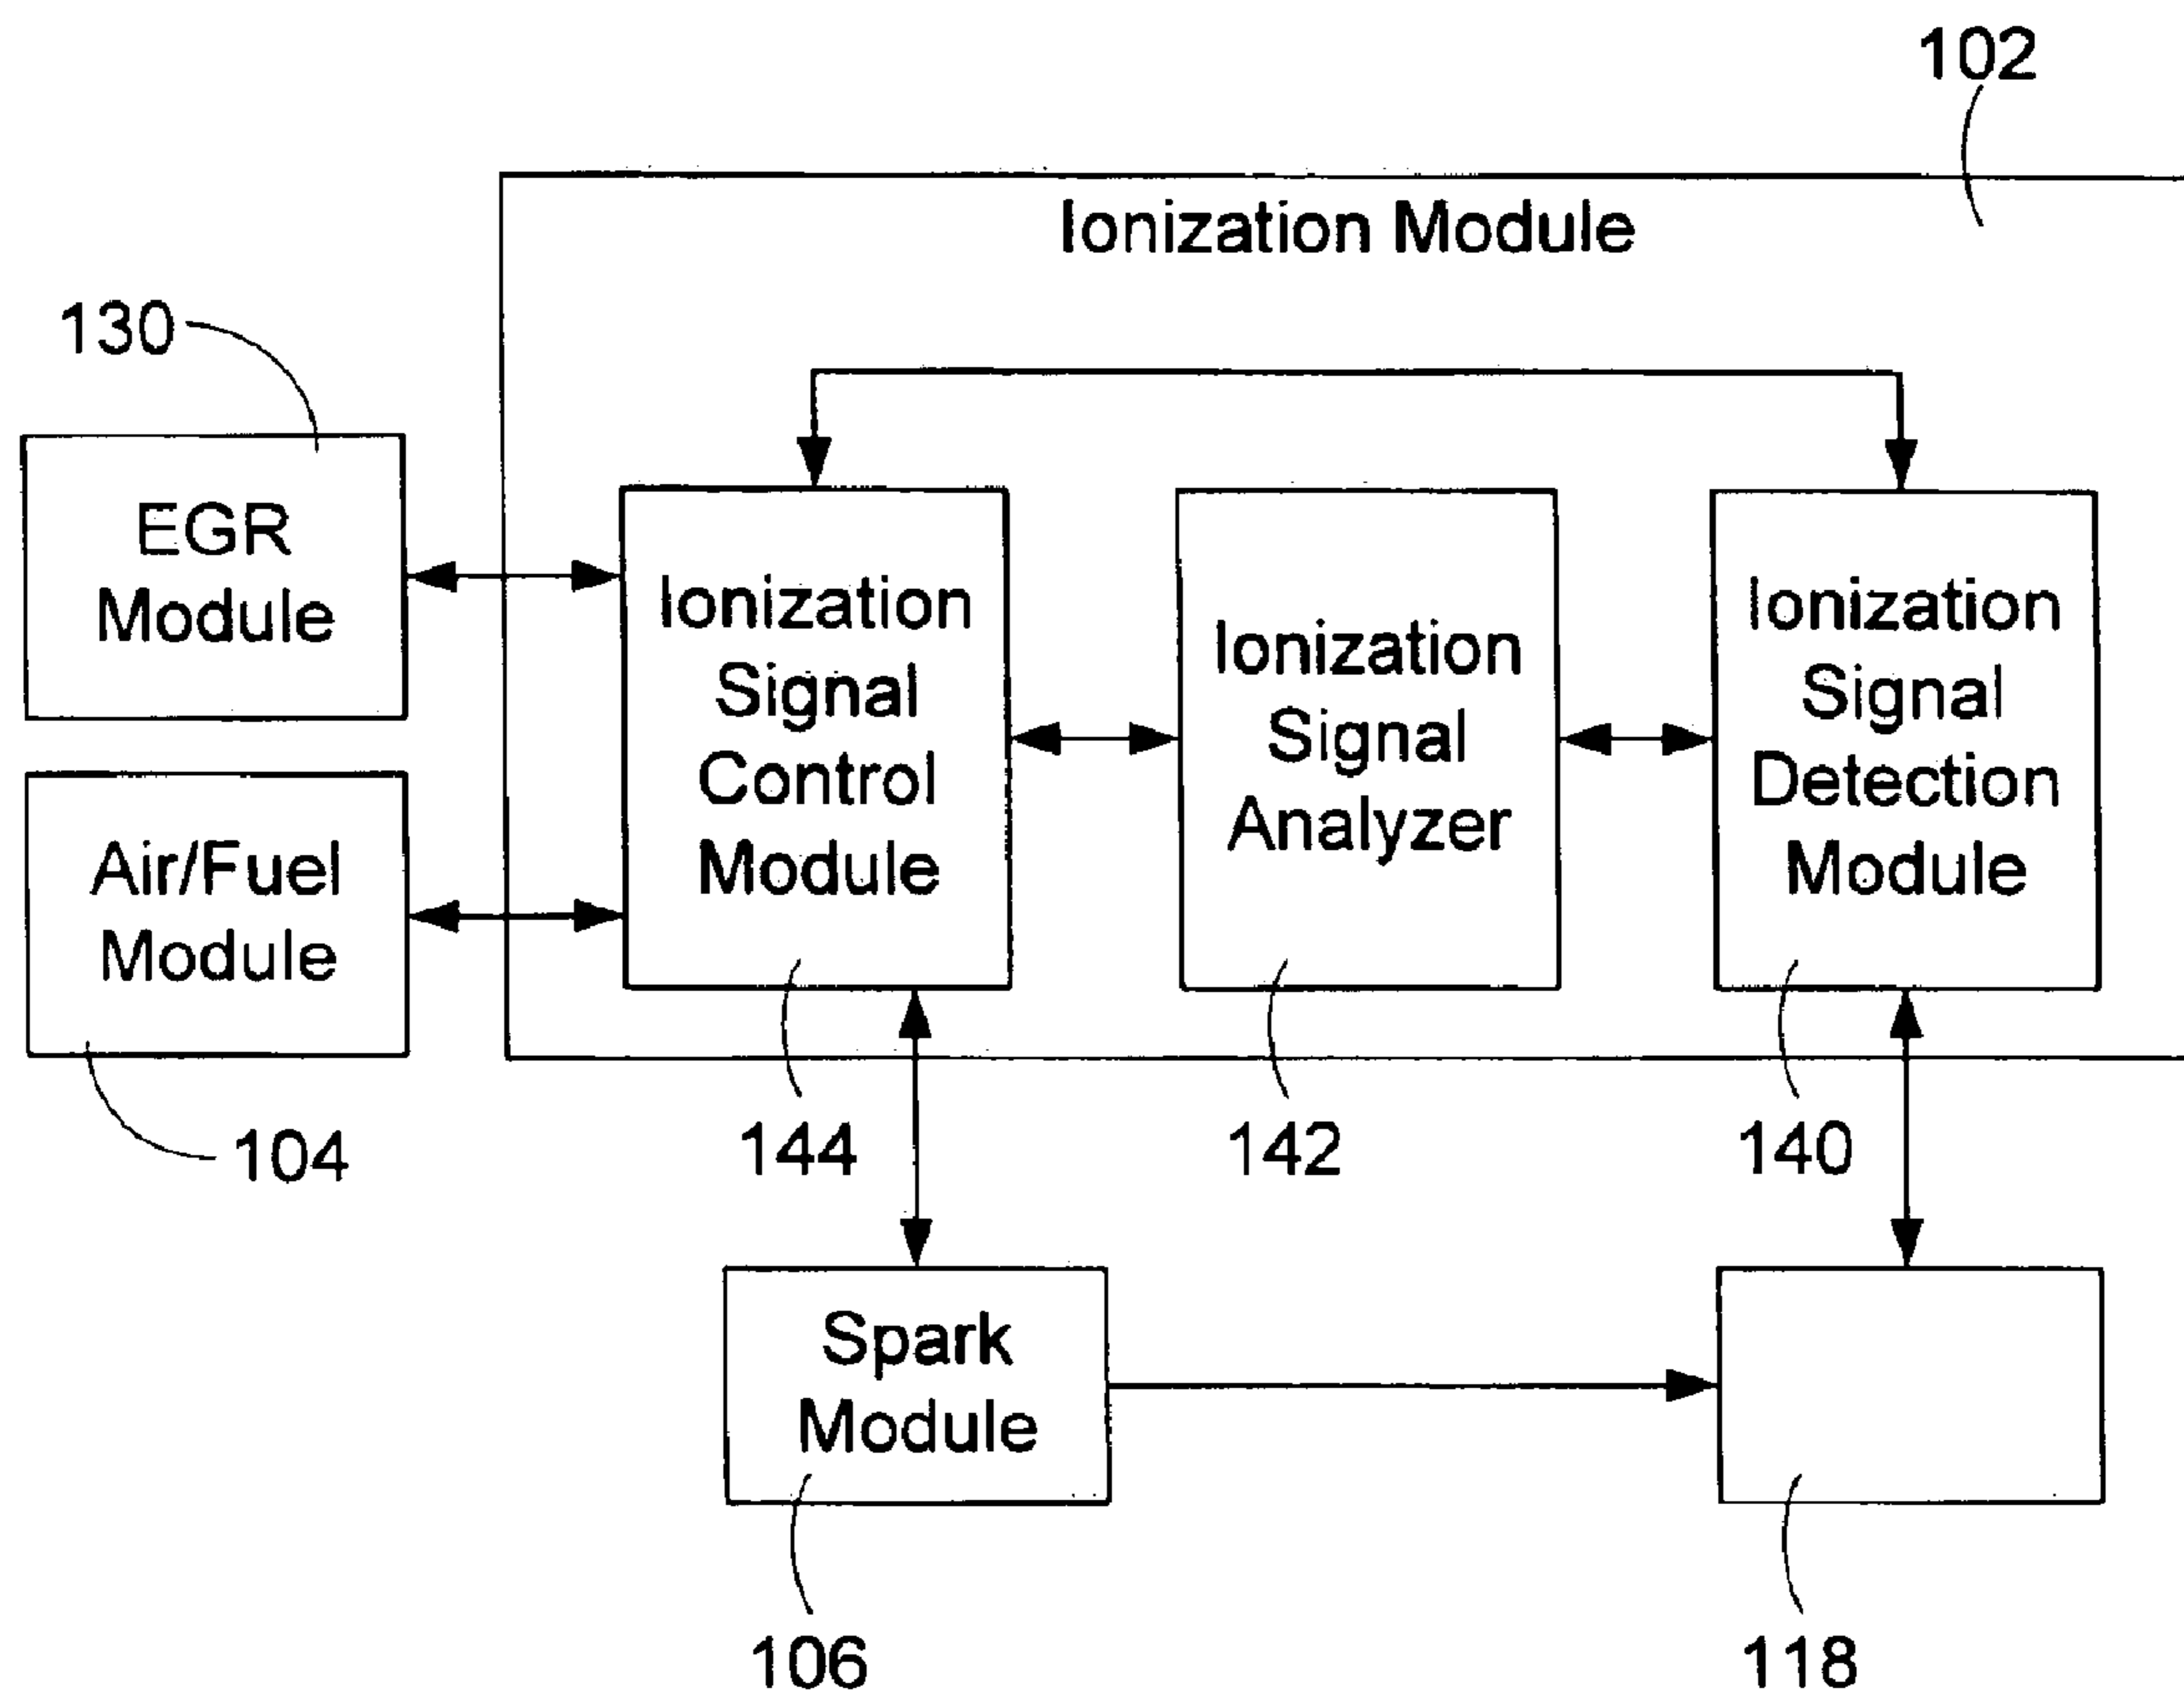 102
Ionization Module
130
EGR
Module
Air/Fuel
Module
104
Ionization
Signal
Control
Module
144
Ionization
Signal
Analyzer
142
Ionization
Signal
Detection
Module
140
Spark
Module
106
118